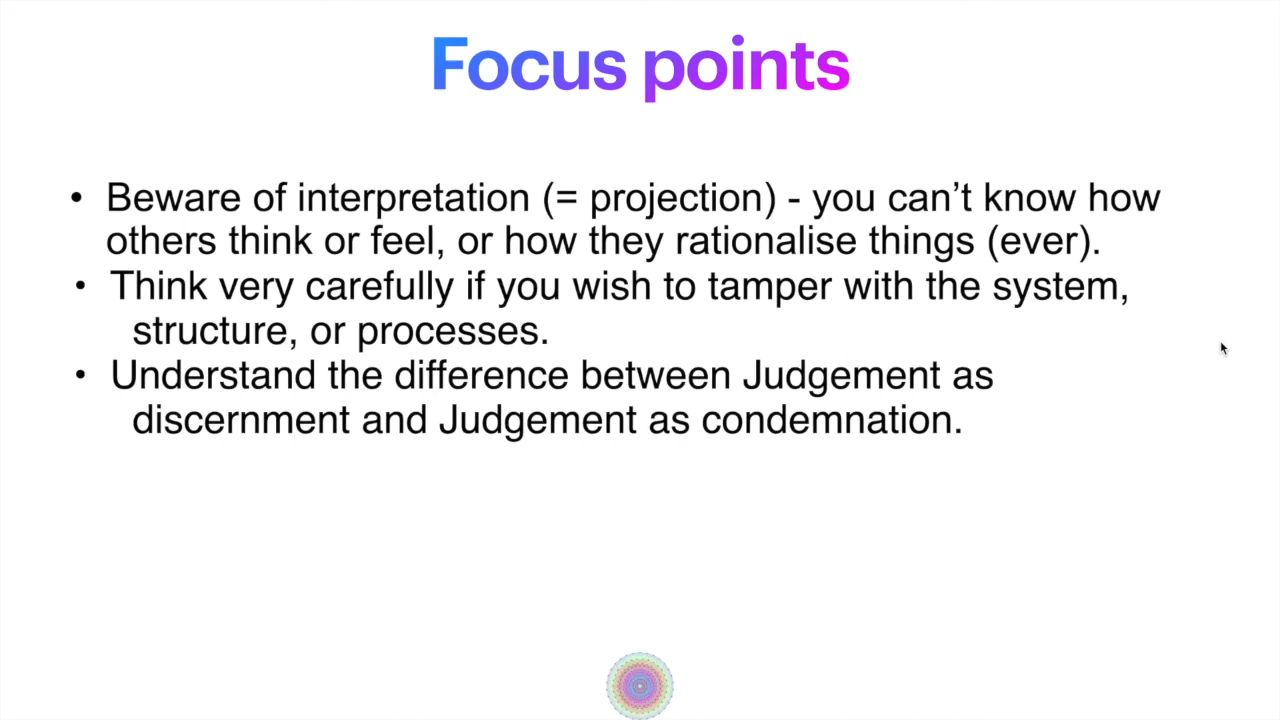 Focus points
• Beware of interpretation (= projection) - you can’t know how
others think or feel, or how they rationalise things (ever).
• Think very carefully if you wish to tamper with the system,
structure, or processes.
• Understand the difference between Judgement as
discernment and Judgement as condemnation.